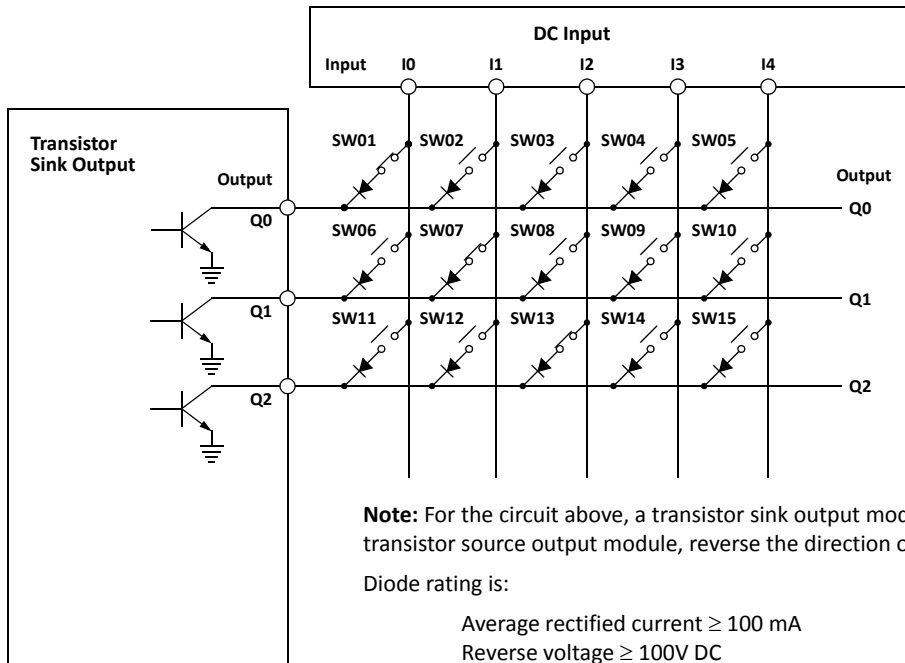 DC Input
Input I0 I1 I2 I3 I4
Transistor
Sink Output
SW01 SW02 SW03 SW04 SW05
Output Output
Q0 Q0
SW06 SW07 SW08 SW09 SW10
Q1 Q1
SW11 SW12 SW13 SW14 SW15
Q2 Q2
Note: For the circuit above, a transistor sink output
transistor source output module, reverse the direction
Diode rating is:
Average rectified current ≥ 100 mA
Reverse voltage ≥ 100V DC